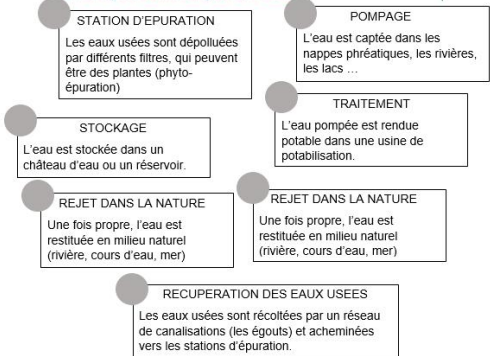 STATION D'EPURATION
Les eaux usées sont dépolluées
par différents filtres, qui peuvent
être des plantes (phyto-
épuration)
POMPAGE
L'eau est captée dans les
nappes phréatiques, les rivières,
les lacs ...
TRAITEMENT
L'eau pompée est rendue
potable dans une usine de
potabilisation.
STOCKAGE
L'eau est stockée dans un
château d'eau ou un réservoir.
REJET DANS LA NATURE
Une fois propre, l'eau est
restituée en milieu naturel
(rivière, cours d'eau, mer)
REJET DANS LA NATURE
Une fois propre, l'eau est
restituée en milieu naturel
(rivière, cours d'eau, mer)
RECUPERATION DES EAUX USEES
Les eaux usées sont récoltées par un réseau
de canalisations (les égouts) et acheminées
vers les stations d'épuration.